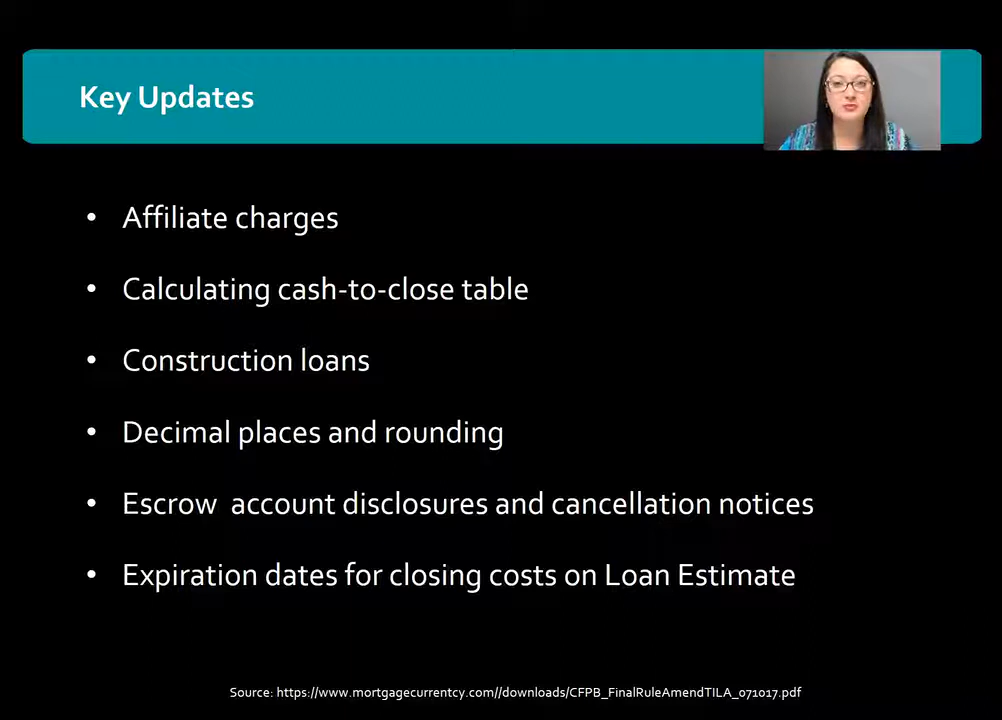 Key Updates
• Affiliate charges
• Calculating cash-to-close table
• Construction loans
• Decimal places and rounding
• Escrow  account disclosures and cancellation notices
• Expiration dates for closing costs on Loan Estimate
Source: https://www.mortgagecurrentcy.com//downloads/CFPB_FinalRuleAmendTILA_071017.pdf